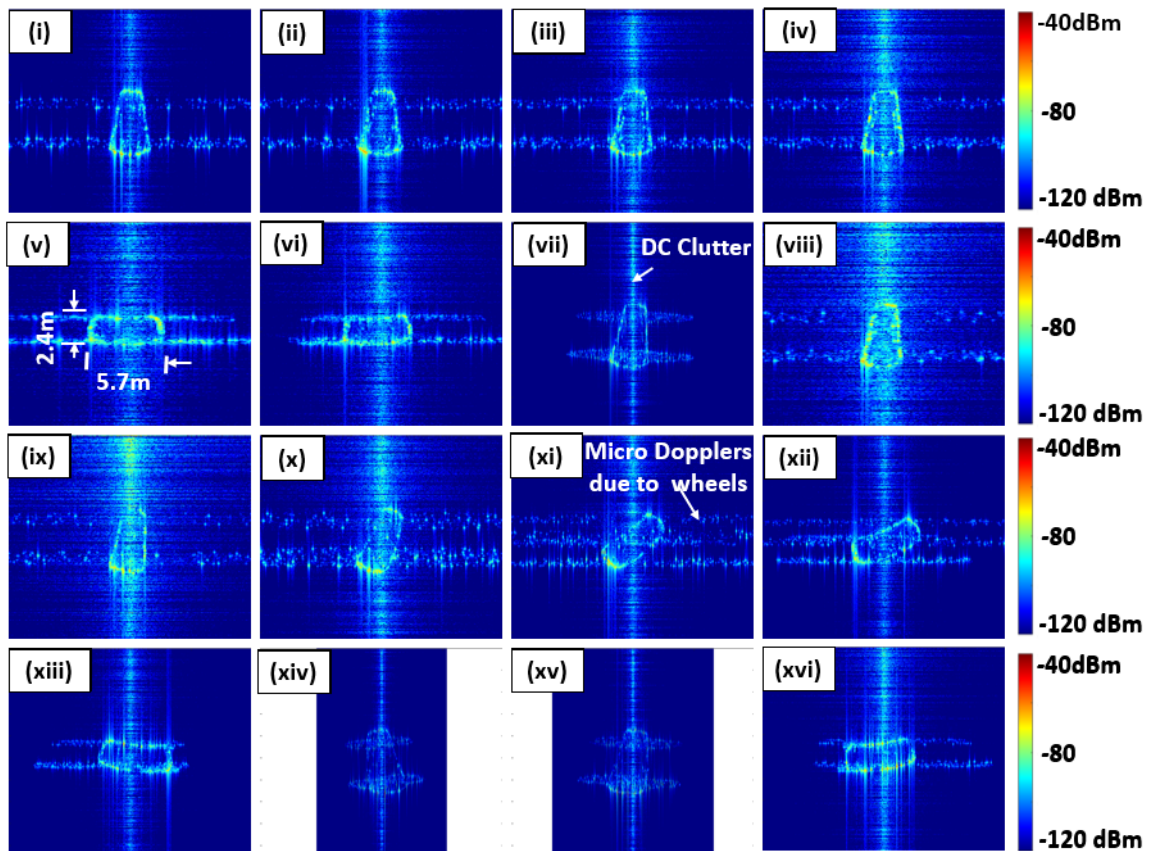 (i)
(ii)
(iii)
(iv)
-40dBm
-80
-120 dBm
(v)
2.4m
5.7m
(vi)
(vii)
DC Clutter
(viii)
-40dBm
-80
-120 dBm
(ix)
(x)
(xi)
Micro Dopplers
due to wheels
(xii)
-40dBm
-80
-120 dBm
(xiii)
(xiv)
(xv)
(xvi)
-40dBm
-80
-120 dBm